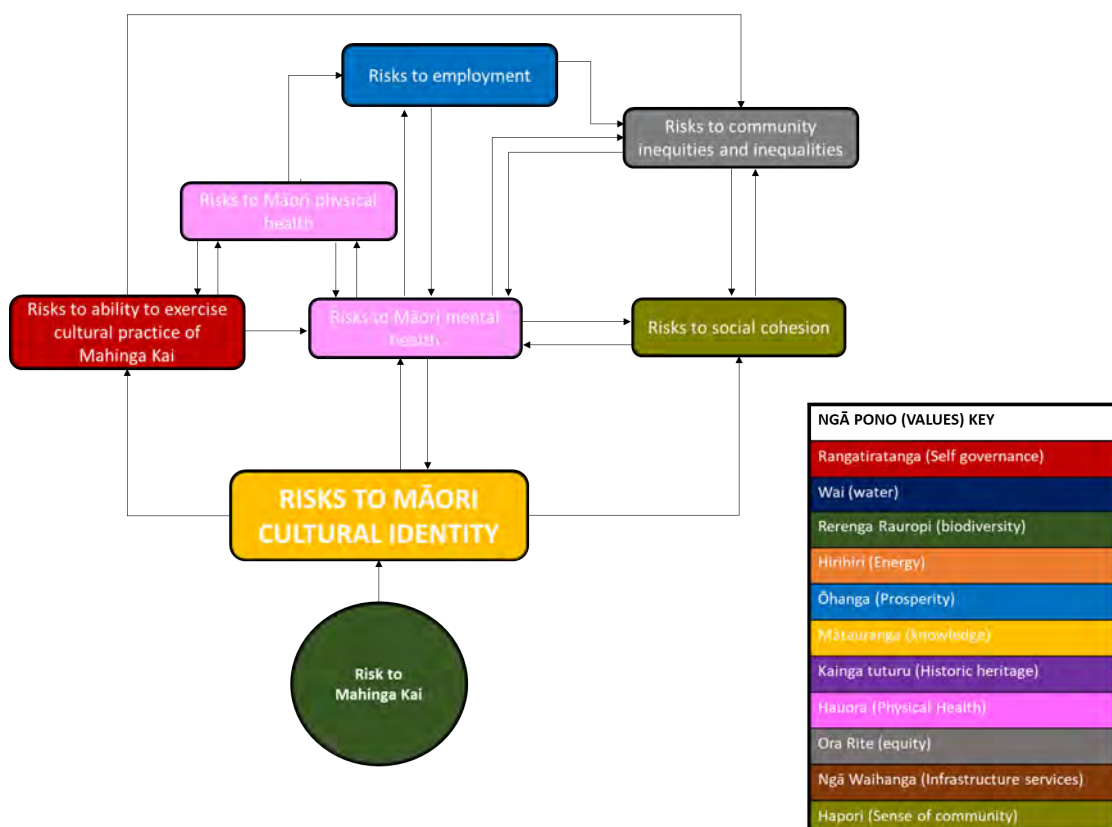 Risks to employment
Risks to community
inequities and inequalities
Risks to Māori physical
health
Risks to ability to exercise
cultural practice of
Mahinga Kai
Risks to Māori mental
health
Risks to social cohesion
RISKS TO MĀORI
CULTURAL IDENTITY
Risk to
Mahinga Kai
NGĀ PONO (VALUES) KEY
Rangatiratanga (Self governance)
Wai (water)
Rerenga Rauropi (biodiversity)
Hirihiri (Energy)
Ōhanga (Prosperity)
Mātauranga (knowledge)
Kainga tuturu (Historic heritage)
Hauora (Physical Health)
Ora Rite (equity)
Ngā Waihanga (Infrastructure services)
Hapori (Sense of community)